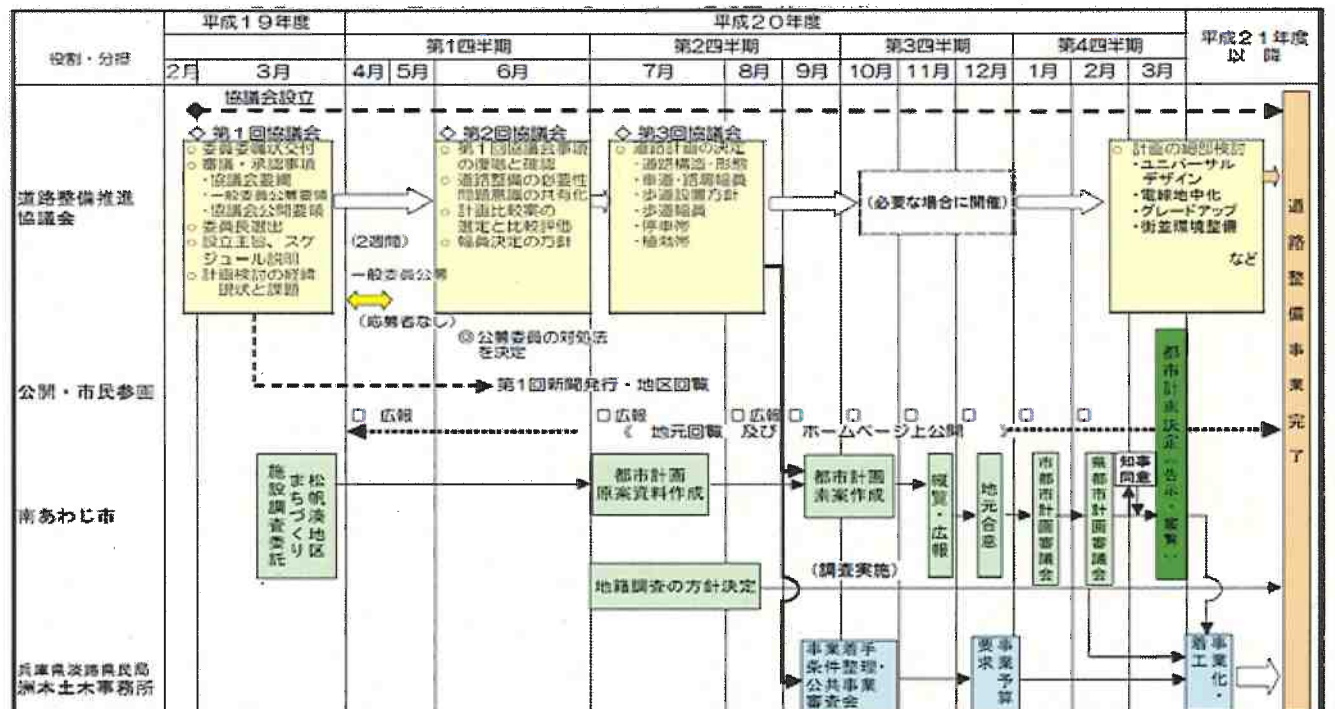 役割・分担
平成19年度
平成20年度
平成21年度
以 降
第1四半期
第2四半期
第3四半期
第4四半期
2月
3月
4月
5月
6月
7月
8月
9月
10月
11月
12月
1月
2月
3月
道路整備推進
協議会
協議会設立
◇ 第1回協議会
○ 委員委嘱状交付
○ 審議・承認事項
・協議会要綱
・一般委員公募要領
・協議会公開要領
○ 委員長選出
○ 設立主旨、スケ
ジュール説明
○ 計画検討の経緯
現状と課題
(2週間)
一般委員公募
(応募者なし)
◇ 第2回協議会
○ 第1回協議会事項
の復唱と確認
○ 道路整備の必要性
問題意識の共有化
○ 計画比較案の
選定と比較評価
○ 幅員決定の方針
◎ 公募委員の対処法
を決定
◇ 第3回協議会
○ 道路計画の決定
・道路構造・形態
・車道・路肩幅員
・歩道設置方針
・歩道幅員
・停車帯
・植効帯
(必要な場合に開催)
○ 計画の細部検討
・ユニバーサル
デザイン
・電線地中化
・グレードアップ
・街並環境整備
など
道路整備事業完了
公開・市民参画
第1回新聞発行・地区回覧
□ 広報
□ 広報
□ 広報
《 地元回覧 及び ホームページ上公開 》
南あわじ市
松帆湊地区
まちづくり
施設調査委託
都市計画
原案資料作成
都市計画
素案作成
縦覧・広報
地元合意
市都市計画審議会
県都市計画審議会
知事
同意
都市計画決定(告示・縦覧)
地籍調査の方針決定
(調査実施)
兵庫県淡路県民局
洲本土木事務所
事業着手
条件整理・
公共事業
審査会
事業予算
要求
事業化・
着工